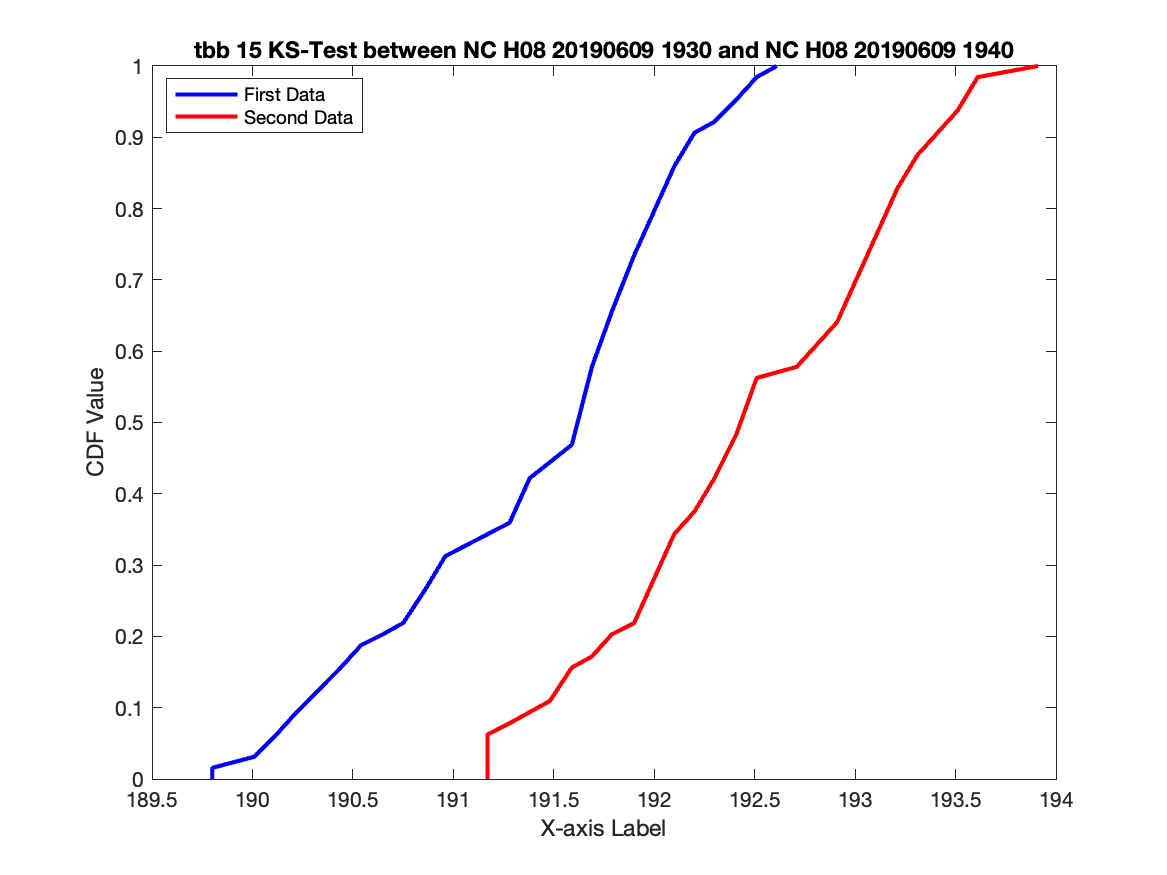 tbb 15 KS-Test between NC H08 20190609 1930 and NC H08 20190609 1940
First Data
Second Data
1
0.9
0.8
0.7
0.6
0.5
0.4
0.3
0.2
0.1
0
CDF Value
189.5 190 190.5 191 191.5 192 192.5 193 193.5 194
X-axis Label